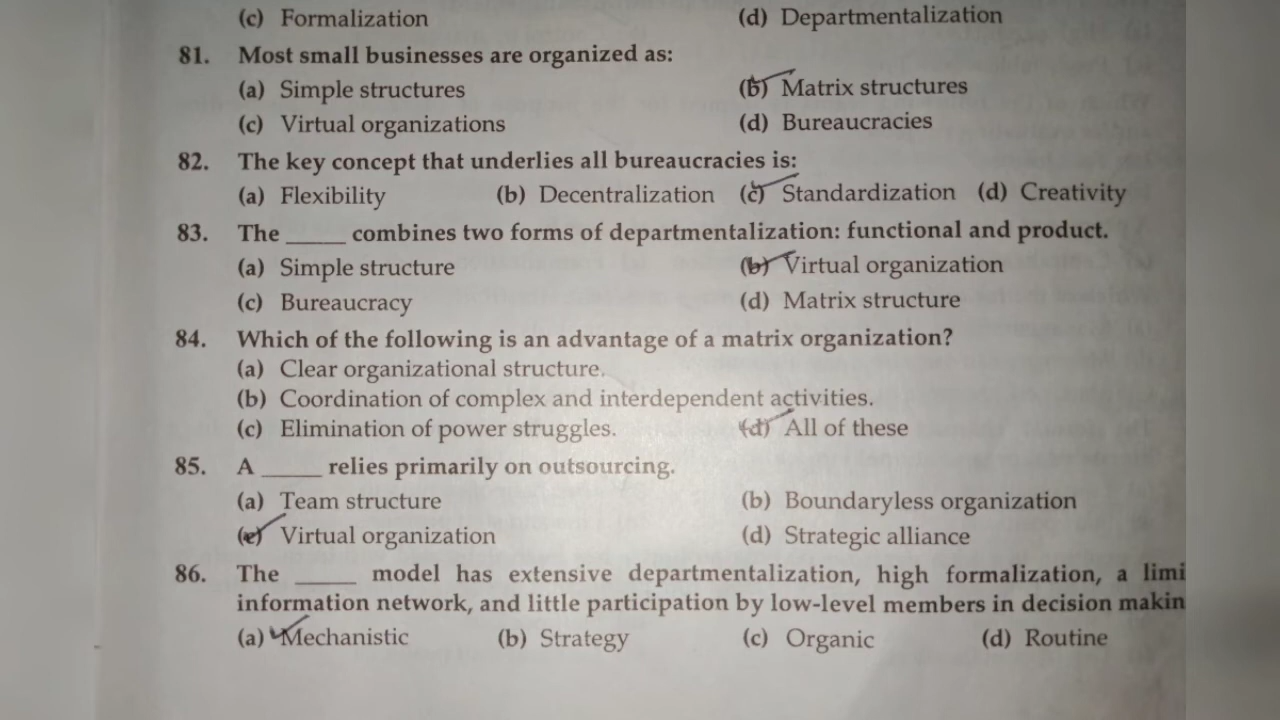 (c) Formalization (d) Departmentalization
81. Most small businesses are organized as:
(a) Simple structures (b) Matrix structures
(c) Virtual organizations (d) Bureaucracies
82. The key concept that underlies all bureaucracies is:
(a) Flexibility (b) Decentralization (c) Standardization (d) Creativity
83. The _____ combines two forms of departmentalization: functional and product.
(a) Simple structure (b) Virtual organization
(c) Bureaucracy (d) Matrix structure
84. Which of the following is an advantage of a matrix organization?
(a) Clear organizational structure.
(b) Coordination of complex and interdependent activities.
(c) Elimination of power struggles. (d) All of these
85. A _____ relies primarily on outsourcing.
(a) Team structure (b) Boundaryless organization
(c) Virtual organization (d) Strategic alliance
86. The _____ model has extensive departmentalization, high formalization, a limi
information network, and little participation by low-level members in decision makin
(a) Mechanistic (b) Strategy (c) Organic (d) Routine